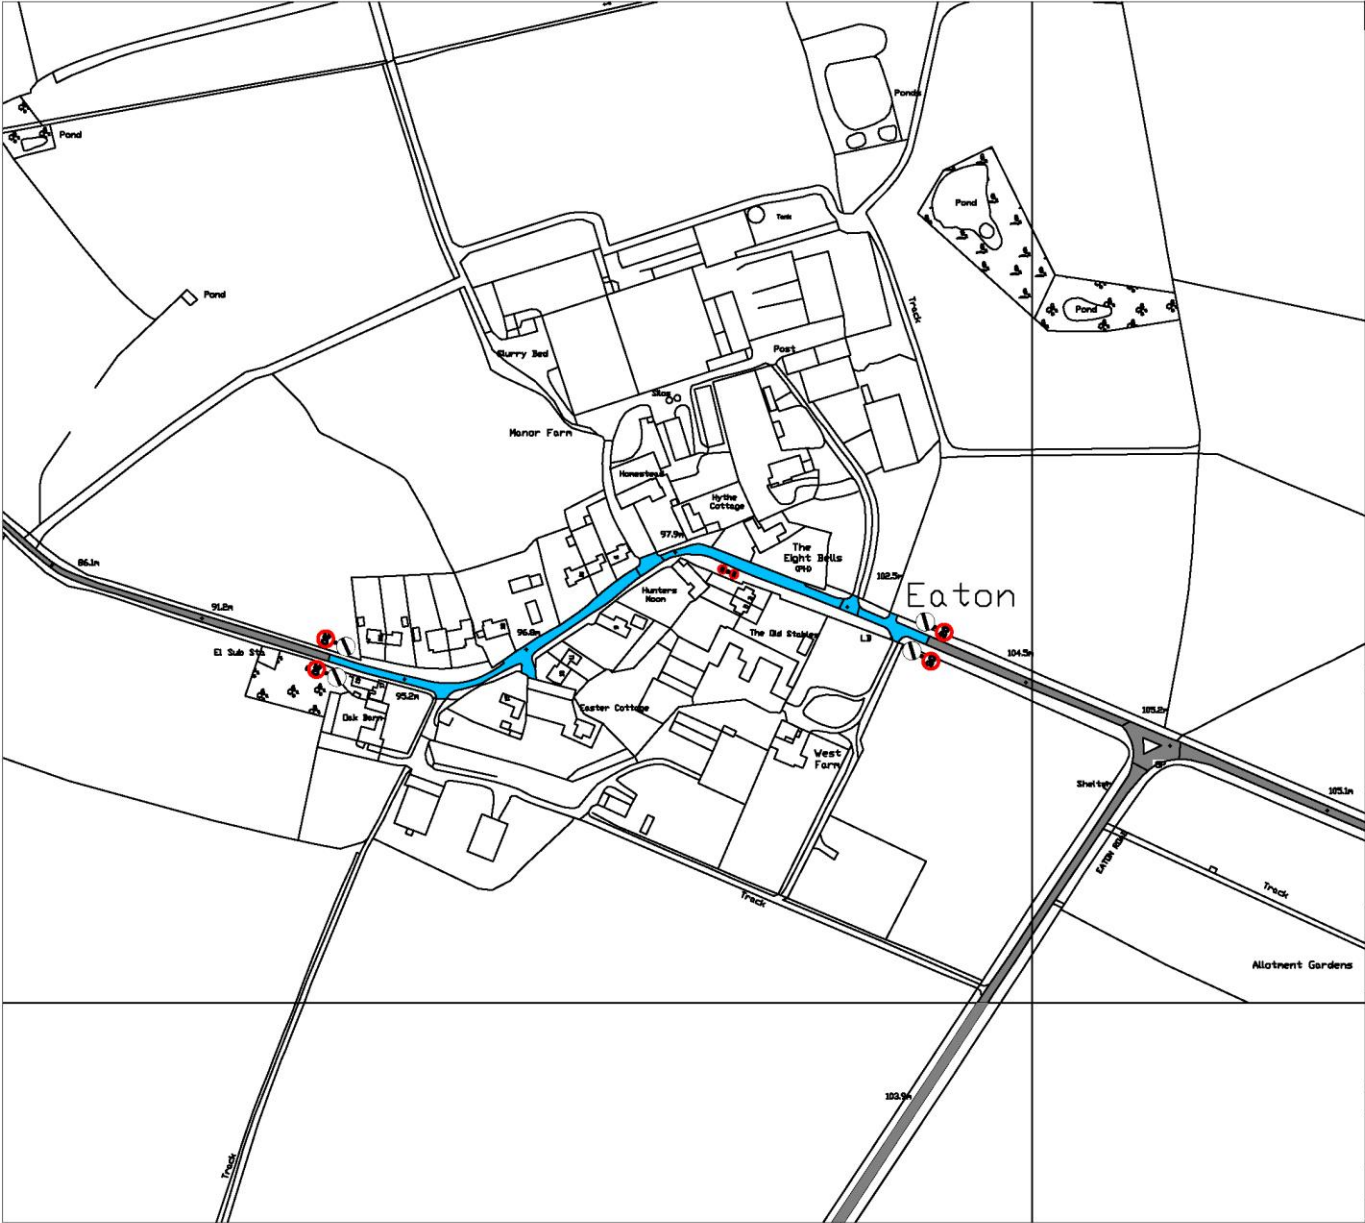 Ponds
Pond
Pond
Tank
Pond
Track
Pond
Post
Slurry Bed
Silos
Manor Farm
Homestead
Hythe
Cottage
97.9m
The
Eight Bells
(PH)
86.1m
102.5m
Hunters
Moon
Eaton
91.2m
96.8m
The Old Stables
LB
El Sub Sta
104.5m
95.2m
Easter Cottage
105.2m
Oak Barn
West
Farm
GP
Shelter
105.1m
EATON ROAD
Track
Track
Allotment Gardens
103.9m
Track